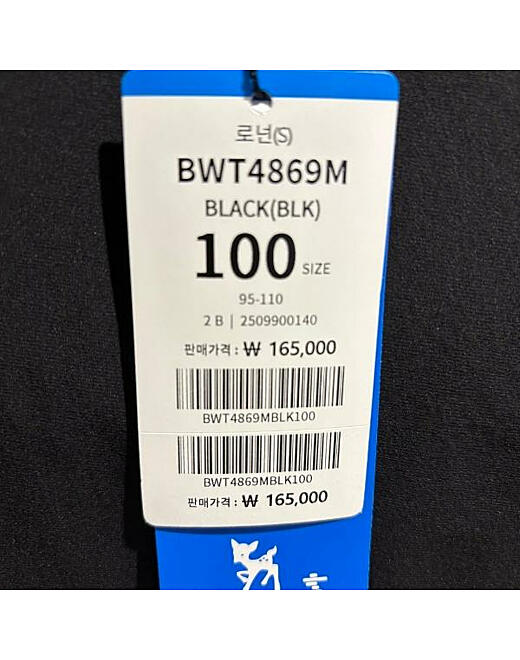 로넌(S)
BWT4869M
BLACK(BLK)
100 SIZE
95-110
2 B | 2509900140
판매가격 : ₩ 165,000
BWT4869MBLK100
BWT4869MBLK100
판매가격 : ₩ 165,000